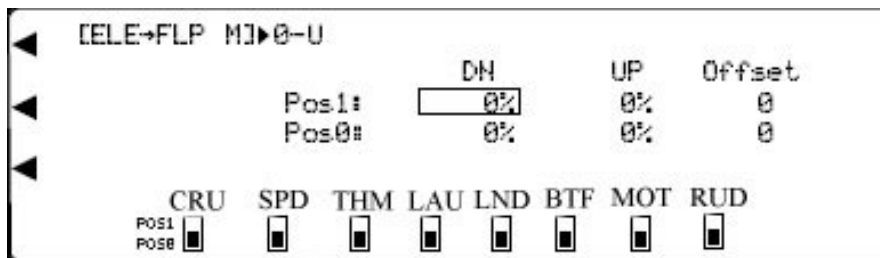 [ELE→FLP M]▶0-U
DN UP Offset
Pos1: 0% 0% 0
Pos0: 0% 0% 0
CRU SPD THM LAU LND BTF MOT RUD
POS1
POS0